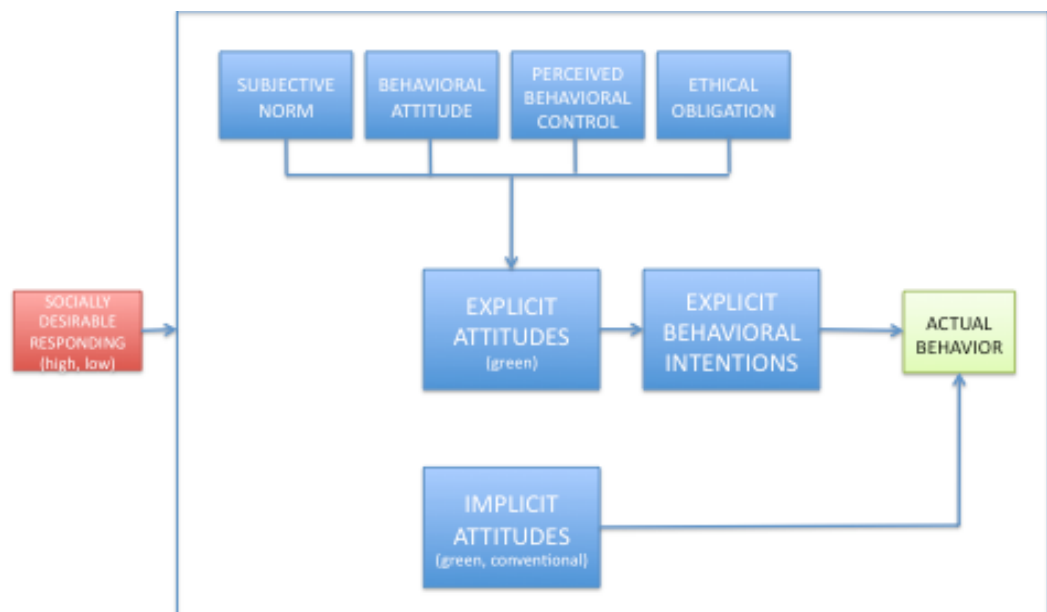 SUBJECTIVE
NORM
BEHAVIORAL
ATTITUDE
PERCEIVED
BEHAVIORAL
CONTROL
ETHICAL
OBLIGATION
SOCIALLY
DESIRABLE
RESPONDING
(high, low)
EXPLICIT
ATTITUDES
(green)
EXPLICIT
BEHAVIORAL
INTENTIONS
ACTUAL
BEHAVIOR
IMPLICIT
ATTITUDES
(green, conventional)